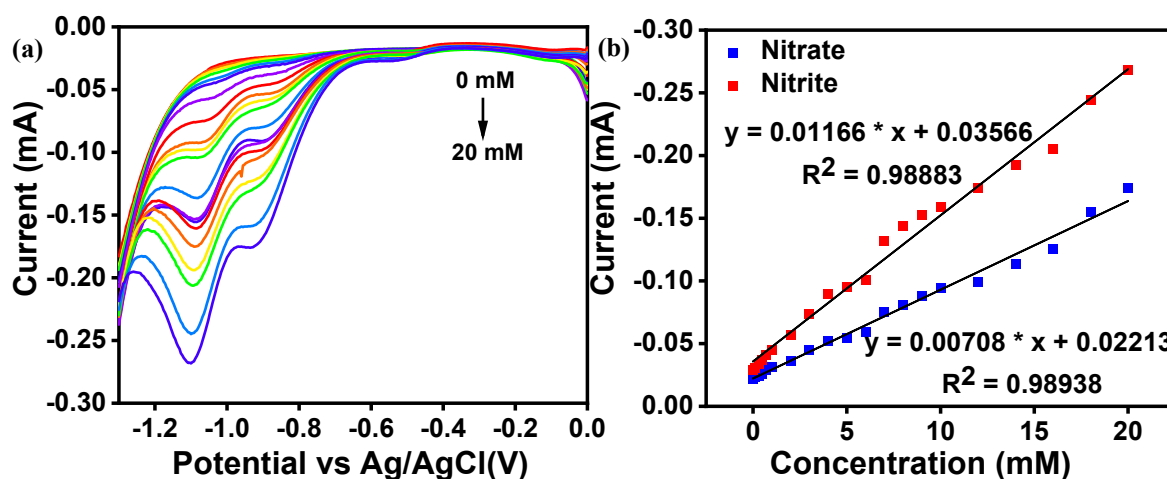 (a)
0.00
-0.05
-0.10
-0.15
-0.20
-0.25
-0.30
Current (mA)
0 mM
20 mM
-1.2 -1.0 -0.8 -0.6 -0.4 -0.2 0.0
Potential vs Ag/AgCl(V)
(b)
-0.30
-0.25
-0.20
-0.15
-0.10
-0.05
0.00
Current (mA)
Nitrate
Nitrite
y = 0.01166 * x + 0.03566
R2 = 0.98883
y = 0.00708 * x + 0.02213
R2 = 0.98938
0 5 10 15 20
Concentration (mM)